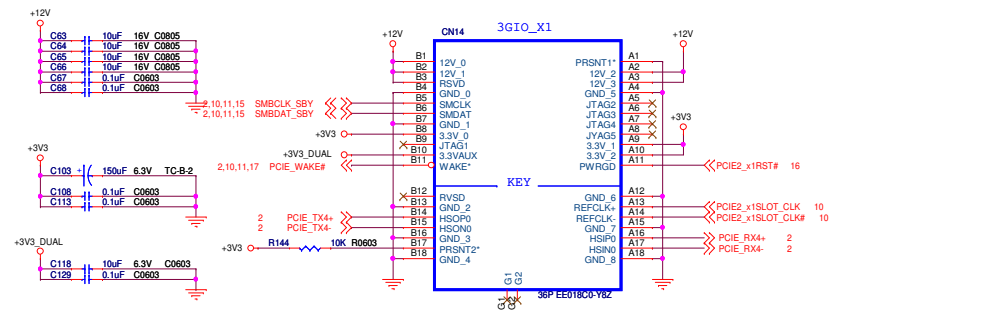 +12V
C63 10uF 16V C0805
C64 10uF 16V C0805
C65 10uF 16V C0805
C66 10uF 16V C0805
C67 0.1uF C0603
C68 0.1uF C0603
+3V3
C103 + 150uF 6.3V TC-B-2
C108 0.1uF C0603
C113 0.1uF C0603
+3V3_DUAL
C118 10uF 6.3V C0603
C129 0.1uF C0603
CN14 3GIO_X1
+12V
+12V
B1 12V_0 PRSNT1* A1
B2 12V_1 12V_2 A2
B3 RSVD 12V_3 A3
B4 GND_0 GND_5 A4
2,10,11,15 SMBCLK_SBY B5 SMCLK JTAG2 A5
2,10,11,15 SMBDAT_SBY B6 SMDAT JTAG3 A6
B7 GND_1 JTAG4 A7
+3V3 B8 3.3V_0 JYAG5 A8
+3V3
B9 JTAG1 3.3V_1 A9
+3V3_DUAL B10 3.3VAUX 3.3V_2 A10
2,10,11,17 PCIE_WAKE# B11 WAKE* PWRGD A11 PCIE2_x1RST# 16
KEY
B12 RVSD GND_6 A12
B13 GND_2 REFCLK+ A13 PCIE2_x1SLOT_CLK 10
2 PCIE_TX4+ B14 HSOP0 REFCLK- A14 PCIE2_x1SLOT_CLK# 10
2 PCIE_TX4- B15 HSON0 GND_7 A15
B16 GND_3 HSIP0 A16 PCIE_RX4+ 2
+3V3 R144 10K R0603 B17 PRSNT2* HSIN0 A17 PCIE_RX4- 2
B18 GND_4 GND_8 A18
G1 G2
G1 G2
36P EE018C0-Y8Z